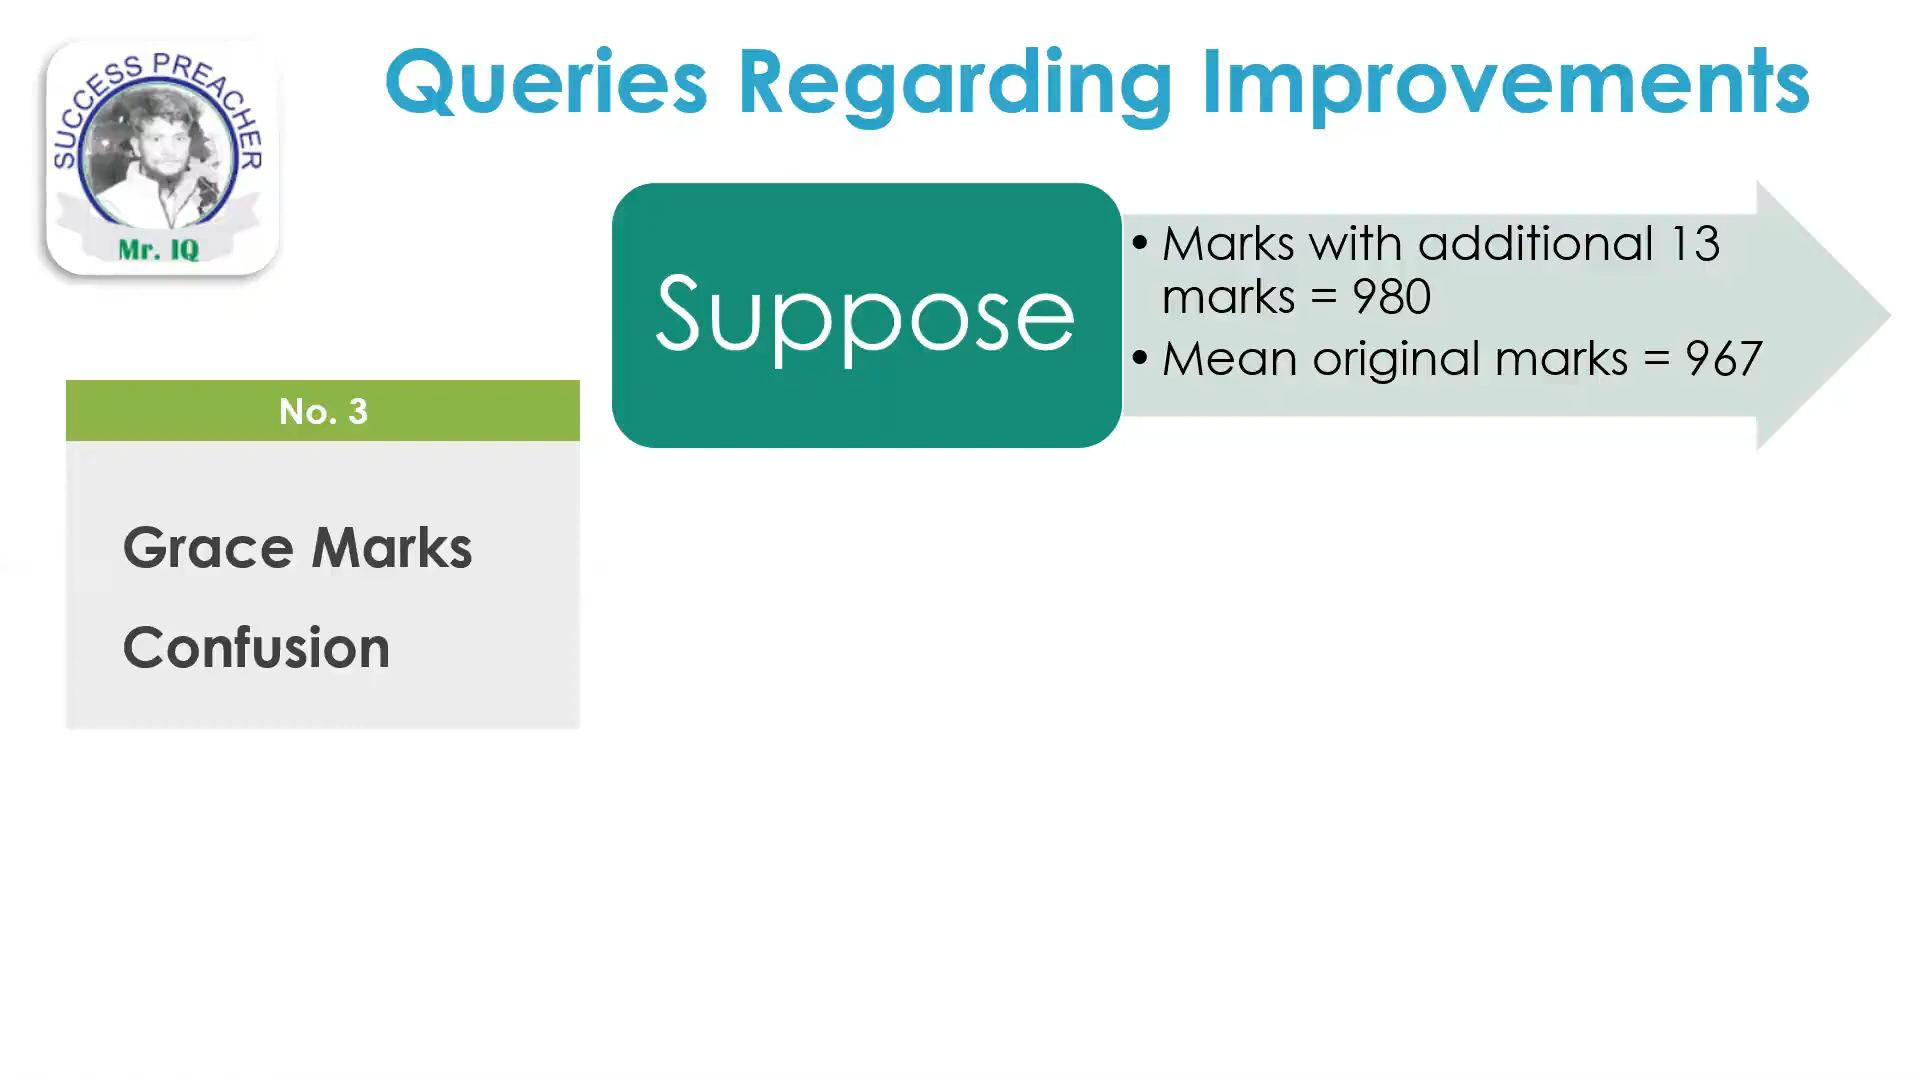 SUCCESS PREACHER
Mr. IQ
Queries Regarding Improvements
Suppose
• Marks with additional 13
marks = 980
• Mean original marks = 967
No. 3
Grace Marks
Confusion